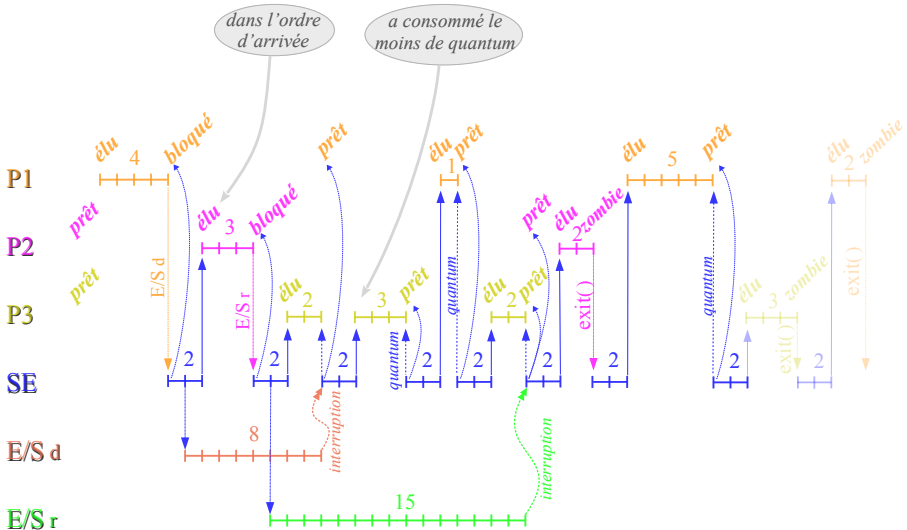 dans l'ordre
d'arrivée
a consommé le
moins de quantum
élu
bloqué
prêt
élu
prêt
élu
prêt
élu
zombie
P1
4
1
5
2
prêt
élu
bloqué
prêt
élu
zombie
P2
3
2
exit()
E/S d
prêt
élu
prêt
élu
prêt
élu
zombie
P3
E/S r
2
3
quantum
2
exit()
quantum
3
exit()
quantum
SE
2
2
2
2
2
2
2
2
2
E/S d
8
interruption
interruption
E/S r
15